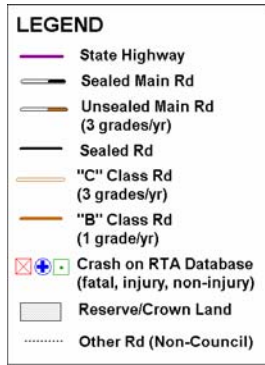 LEGEND
State Highway
Sealed Main Rd
Unsealed Main Rd
(3 grades/yr)
Sealed Rd
"C" Class Rd
(3 grades/yr)
"B" Class Rd
(1 grade/yr)
Crash on RTA Database
(fatal, injury, non-injury)
Reserve/Crown Land
Other Rd (Non-Council)